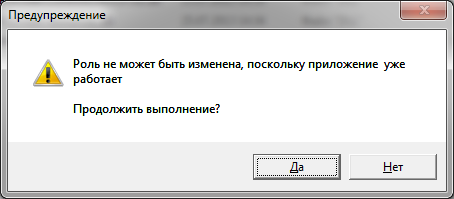 Предупреждение
Роль не может быть изменена, поскольку приложение  уже
работает
Продолжить выполнение?
Да
Нет